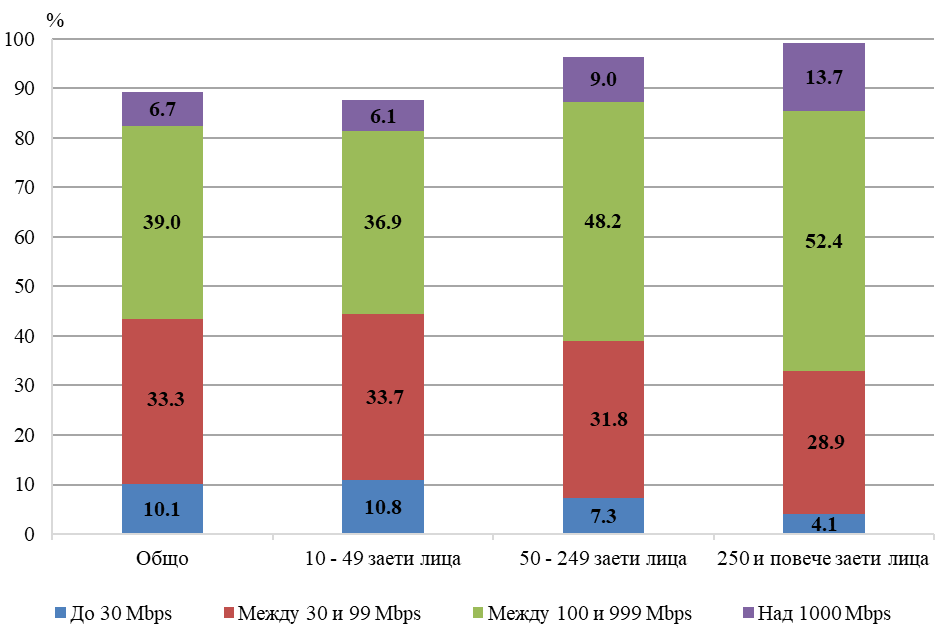 %
100
90
80
70
60
50
40
30
20
10
0
6.7 6.1 9.0 13.7
39.0 36.9 48.2 52.4
33.3 33.7 31.8 28.9
10.1 10.8 7.3 4.1
Общо 10 - 49 заети лица 50 - 249 заети лица 250 и повече заети лица
До 30 Mbps Между 30 и 99 Mbps Между 100 и 999 Mbps Над 1000 Mbps